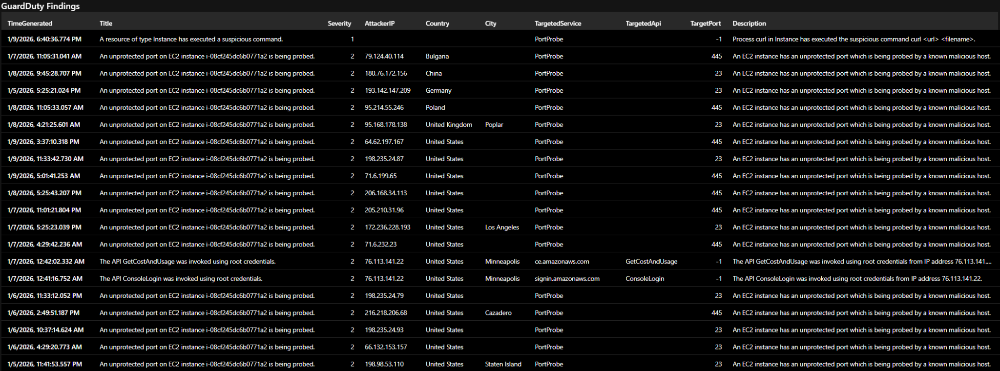 GuardDuty Findings
TimeGenerated Title Severity AttackerIP Country City TargetedService TargetedApi TargetPort Description
1/9/2026, 6:40:36.774 PM A resource of type Instance has executed a suspicious command. 1 PortProbe -1 Process curl in Instance has executed the suspicious command curl <url> <filename>.
1/7/2026, 11:05:31.041 AM An unprotected port on EC2 instance i-08cf245dc6b0771a2 is being probed. 2 79.124.40.114 Bulgaria PortProbe 445 An EC2 instance has an unprotected port which is being probed by a known malicious host.
1/8/2026, 9:45:28.707 PM An unprotected port on EC2 instance i-08cf245dc6b0771a2 is being probed. 2 180.76.172.156 China PortProbe 23 An EC2 instance has an unprotected port which is being probed by a known malicious host.
1/5/2026, 5:25:21.024 PM An unprotected port on EC2 instance i-08cf245dc6b0771a2 is being probed. 2 193.142.147.209 Germany PortProbe 23 An EC2 instance has an unprotected port which is being probed by a known malicious host.
1/8/2026, 11:05:33.057 AM An unprotected port on EC2 instance i-08cf245dc6b0771a2 is being probed. 2 95.214.55.246 Poland PortProbe 445 An EC2 instance has an unprotected port which is being probed by a known malicious host.
1/8/2026, 4:21:25.601 AM An unprotected port on EC2 instance i-08cf245dc6b0771a2 is being probed. 2 95.168.178.138 United Kingdom Poplar PortProbe 23 An EC2 instance has an unprotected port which is being probed by a known malicious host.
1/9/2026, 3:37:10.318 PM An unprotected port on EC2 instance i-08cf245dc6b0771a2 is being probed. 2 64.62.197.167 United States PortProbe 445 An EC2 instance has an unprotected port which is being probed by a known malicious host.
1/9/2026, 11:33:42.730 AM An unprotected port on EC2 instance i-08cf245dc6b0771a2 is being probed. 2 198.235.24.87 United States PortProbe 23 An EC2 instance has an unprotected port which is being probed by a known malicious host.
1/9/2026, 5:01:41.253 AM An unprotected port on EC2 instance i-08cf245dc6b0771a2 is being probed. 2 71.6.199.65 United States PortProbe 445 An EC2 instance has an unprotected port which is being probed by a known malicious host.
1/8/2026, 5:25:43.207 PM An unprotected port on EC2 instance i-08cf245dc6b0771a2 is being probed. 2 206.168.34.113 United States PortProbe 445 An EC2 instance has an unprotected port which is being probed by a known malicious host.
1/7/2026, 11:01:21.804 PM An unprotected port on EC2 instance i-08cf245dc6b0771a2 is being probed. 2 205.210.31.96 United States PortProbe 445 An EC2 instance has an unprotected port which is being probed by a known malicious host.
1/7/2026, 5:25:23.039 PM An unprotected port on EC2 instance i-08cf245dc6b0771a2 is being probed. 2 172.236.228.193 United States Los Angeles PortProbe 23 An EC2 instance has an unprotected port which is being probed by a known malicious host.
1/7/2026, 4:29:42.236 AM An unprotected port on EC2 instance i-08cf245dc6b0771a2 is being probed. 2 71.6.232.23 United States PortProbe 445 An EC2 instance has an unprotected port which is being probed by a known malicious host.
1/7/2026, 12:42:02.332 AM The API GetCostAndUsage was invoked using root credentials. 2 76.113.141.22 United States Minneapolis ce.amazonaws.com GetCostAndUsage -1 The API GetCostAndUsage was invoked using root credentials from IP address 76.113.141....
1/7/2026, 12:41:16.752 AM The API ConsoleLogin was invoked using root credentials. 2 76.113.141.22 United States Minneapolis signin.amazonaws.com ConsoleLogin -1 The API ConsoleLogin was invoked using root credentials from IP address 76.113.141.22.
1/6/2026, 11:33:12.052 PM An unprotected port on EC2 instance i-08cf245dc6b0771a2 is being probed. 2 198.235.24.79 United States PortProbe 23 An EC2 instance has an unprotected port which is being probed by a known malicious host.
1/6/2026, 2:49:51.187 PM An unprotected port on EC2 instance i-08cf245dc6b0771a2 is being probed. 2 216.218.206.68 United States Cazadero PortProbe 445 An EC2 instance has an unprotected port which is being probed by a known malicious host.
1/6/2026, 10:37:14.624 AM An unprotected port on EC2 instance i-08cf245dc6b0771a2 is being probed. 2 198.235.24.93 United States PortProbe 23 An EC2 instance has an unprotected port which is being probed by a known malicious host.
1/6/2026, 4:29:20.773 AM An unprotected port on EC2 instance i-08cf245dc6b0771a2 is being probed. 2 66.132.153.157 United States PortProbe 23 An EC2 instance has an unprotected port which is being probed by a known malicious host.
1/5/2026, 11:41:53.557 PM An unprotected port on EC2 instance i-08cf245dc6b0771a2 is being probed. 2 198.98.53.110 United States Staten Island PortProbe 23 An EC2 instance has an unprotected port which is being probed by a known malicious host.